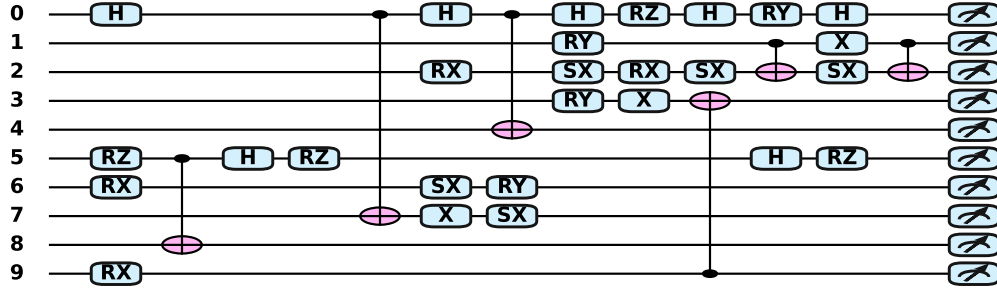 0 H H H RZ H RY H
1 RY X
2 RX SX RX SX SX
3 RY X
4
5 RZ H RZ H RZ
6 RX SX RY
7 X SX
8
9 RX